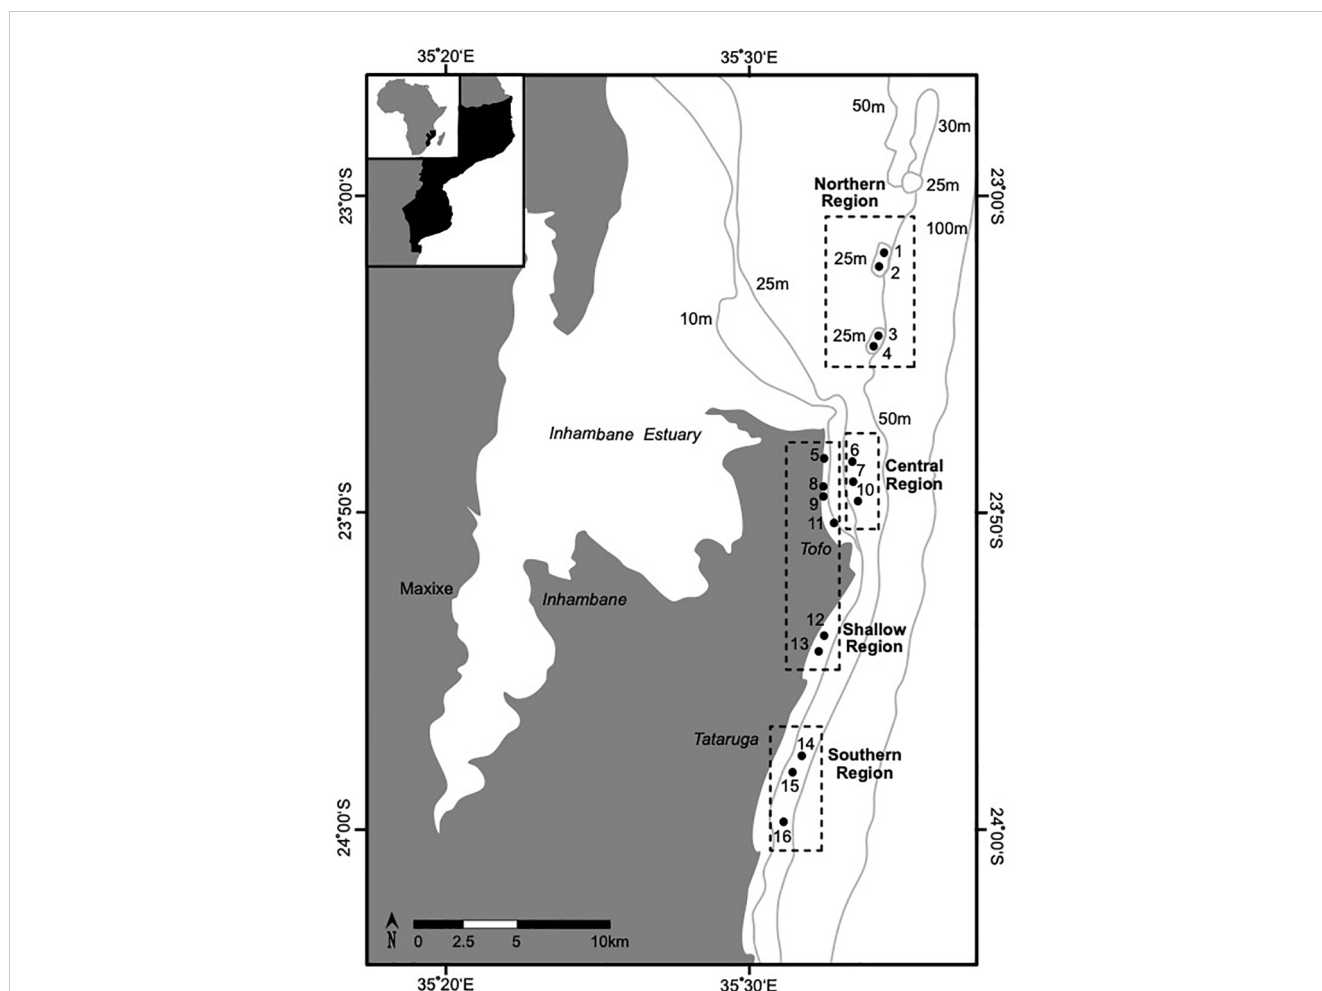 35°20'E
35°30'E
50m
30m
Northern
Region
25m
23°00'S
23°00'S
100m
1
25m
2
25m
10m
25m
3
4
50m
Inhambane Estuary
5
6
7
Central
Region
8
10
9
11
23°50'S
23°50'S
Tofo
Maxixe
Inhambane
12
Shallow
Region
13
Tataruga
14
Southern
Region
15
24°00'S
24°00'S
16
N
0 2.5 5 10km
35°20'E
35°30'E